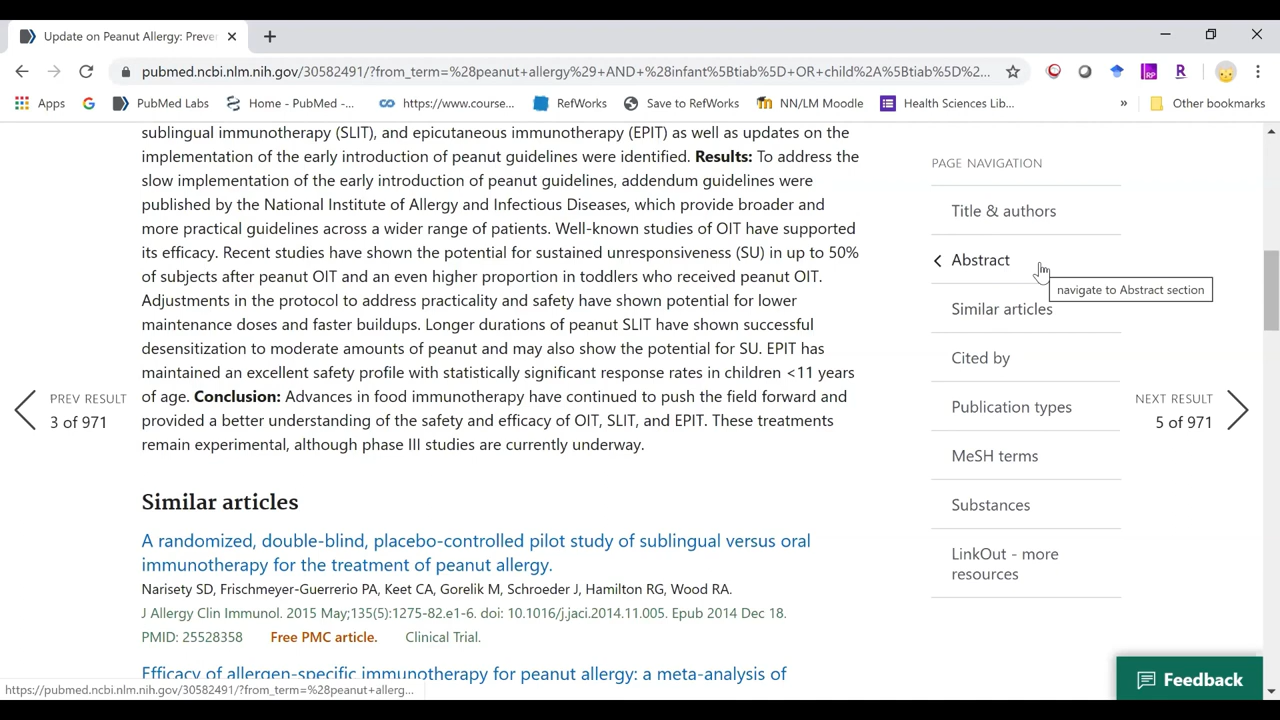 Update on Peanut Allergy: Preve
pubmed.ncbi.nlm.nih.gov/30582491/?from_term=%28peanut+allergy%29+AND+%28infant%5Btiab%5D+OR+child%2A%5Btiab%5D%2...
Apps PubMed Labs Home - PubMed -... https://www.course... RefWorks Save to RefWorks NN/LM Moodle Health Sciences Lib... » Other bookmarks
sublingual immunotherapy (SLIT), and epicutaneous immunotherapy (EPIT) as well as updates on the
implementation of the early introduction of peanut guidelines were identified. Results: To address the
slow implementation of the early introduction of peanut guidelines, addendum guidelines were
published by the National Institute of Allergy and Infectious Diseases, which provide broader and
more practical guidelines across a wider range of patients. Well-known studies of OIT have supported
its efficacy. Recent studies have shown the potential for sustained unresponsiveness (SU) in up to 50%
of subjects after peanut OIT and an even higher proportion in toddlers who received peanut OIT.
Adjustments in the protocol to address practicality and safety have shown potential for lower
maintenance doses and faster buildups. Longer durations of peanut SLIT have shown successful
desensitization to moderate amounts of peanut and may also show the potential for SU. EPIT has
maintained an excellent safety profile with statistically significant response rates in children <11 years
of age. Conclusion: Advances in food immunotherapy have continued to push the field forward and
provided a better understanding of the safety and efficacy of OIT, SLIT, and EPIT. These treatments
remain experimental, although phase III studies are currently underway.
PREV RESULT
3 of 971
Similar articles
A randomized, double-blind, placebo-controlled pilot study of sublingual versus oral
immunotherapy for the treatment of peanut allergy.
Narisety SD, Frischmeyer-Guerrerio PA, Keet CA, Gorelik M, Schroeder J, Hamilton RG, Wood RA.
J Allergy Clin Immunol. 2015 May;135(5):1275-82.e1-6. doi: 10.1016/j.jaci.2014.11.005. Epub 2014 Dec 18.
PMID: 25528358 Free PMC article. Clinical Trial.
Efficacy of allergen-specific immunotherapy for peanut allergy: a meta-analysis of
PAGE NAVIGATION
Title & authors
Abstract
navigate to Abstract section
Similar articles
Cited by
Publication types
MeSH terms
Substances
LinkOut - more
resources
NEXT RESULT
5 of 971
Feedback
https://pubmed.ncbi.nlm.nih.gov/30582491/?from_term=%28peanut+allerg...